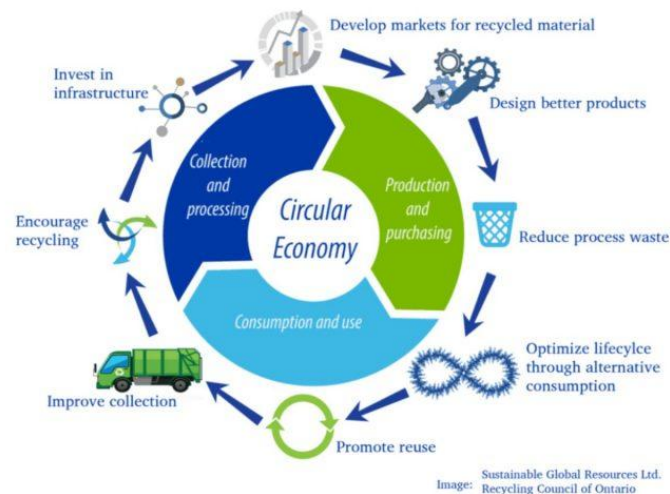 Develop markets for recycled material
Invest in
infrastructure
Design better products
Collection
and
processing
Production
and
purchasing
Circular
Economy
Encourage
recycling
Reduce process waste
Consumption and use
Optimize lifecylce
through alternative
consumption
Improve collection
Promote reuse
Image: Sustainable Global Resources Ltd.
Recycling Council of Ontario